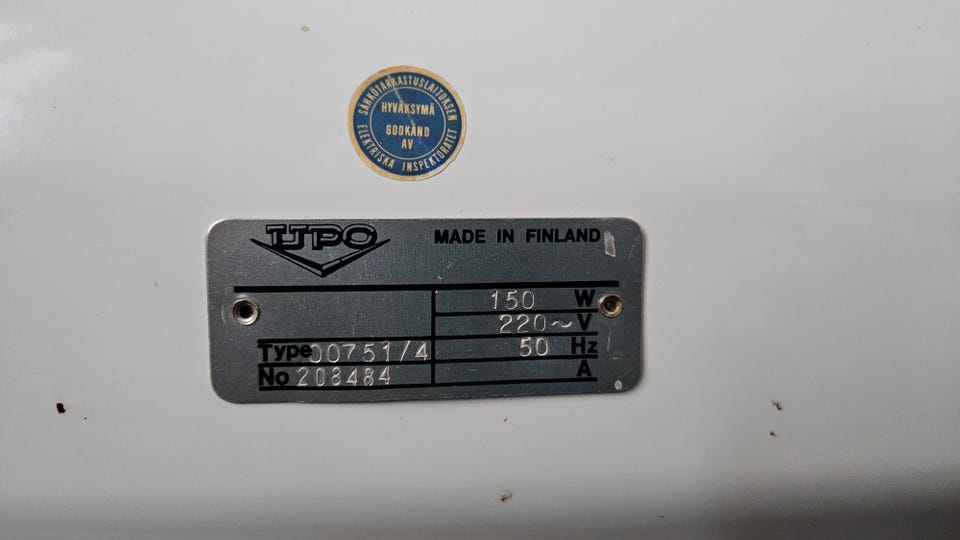 SÄHKÖTARKASTUSLAITOKSEN
HYVÄKSYMÄ
GODKÄND
AV
ELEKTRISKA INSPEKTORATET
UPO MADE IN FINLAND
150 W
220~ V
Type 00751/4 50 Hz
No 208484 A